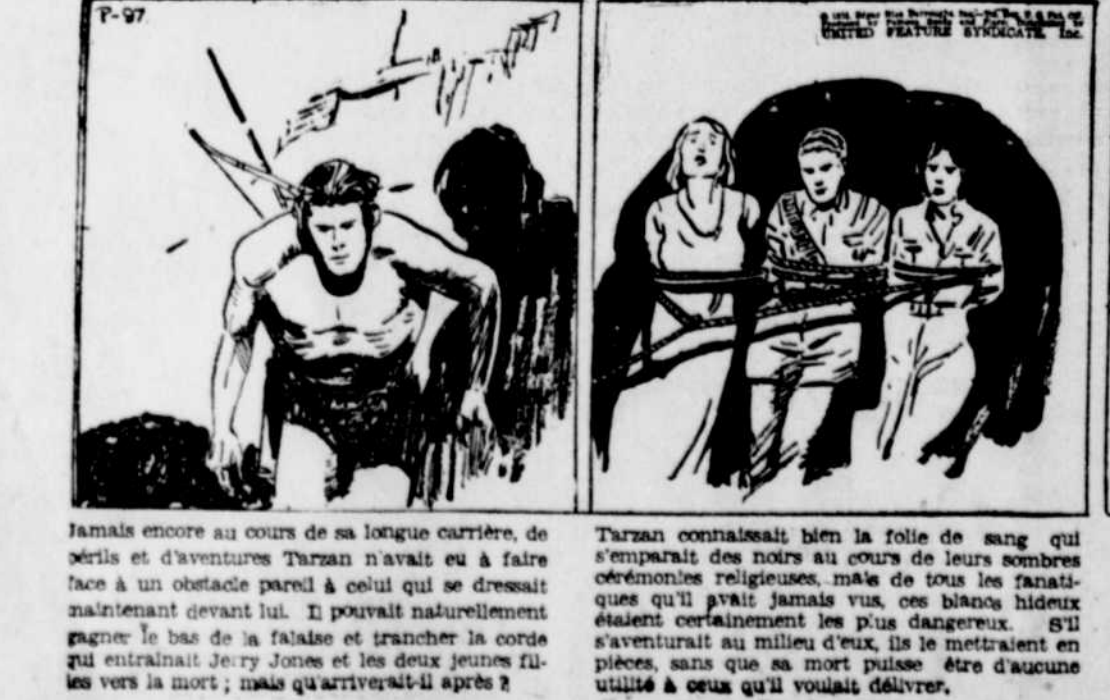 P-97.
UNITED FEATURE SYNDICATE, Inc.
Jamais encore au cours de sa longue carrière, de
périls et d'aventures Tarzan n'avait eu à faire
face à un obstacle pareil à celui qui se dressait
maintenant devant lui. Il pouvait naturellement
gagner le bas de la falaise et trancher la corde
qui entraînait Jerry Jones et les deux jeunes fil-
les vers la mort ; mais qu'arriverait-il après ?
Tarzan connaissait bien la folie de sang qui
s'emparait des noirs au cours de leurs sombres
cérémonies religieuses, mais de tous les fanati-
ques qu'il avait jamais vus, ces blancs hideux
étaient certainement les plus dangereux. S'il
s'aventurait au milieu d'eux, ils le mettraient en
pièces, sans que sa mort puisse être d'aucune
utilité à ceux qu'il voulait délivrer.